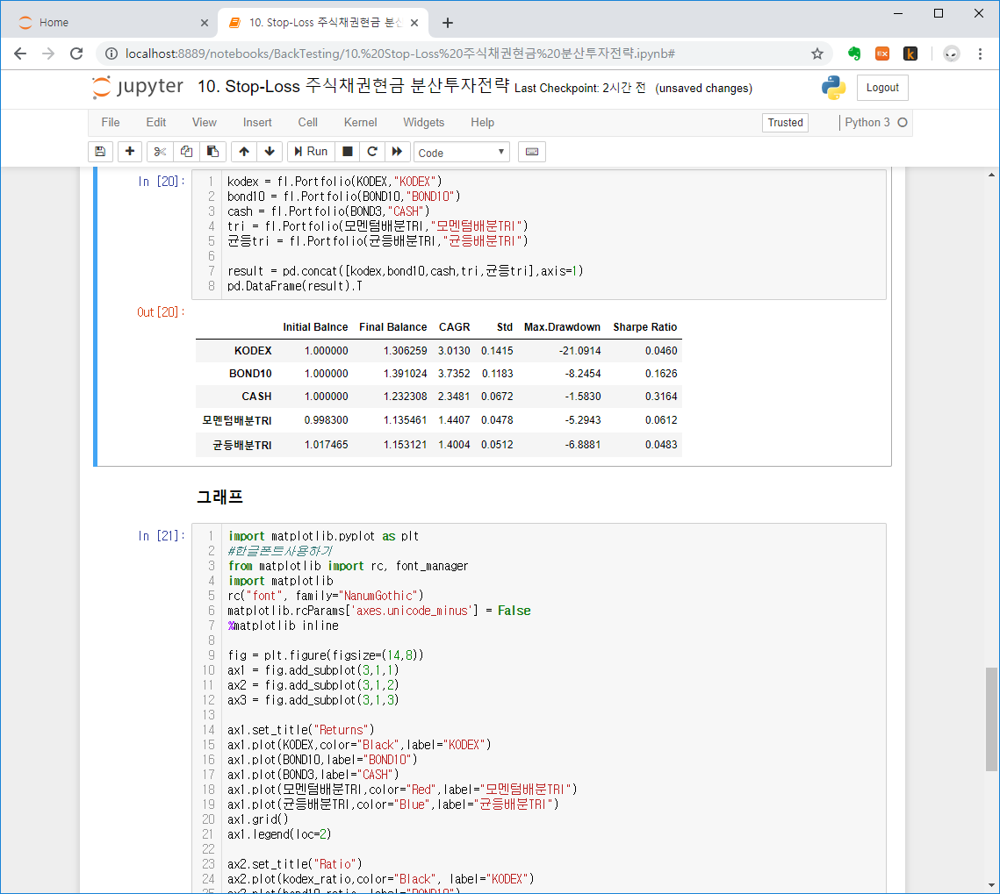 Home
10. Stop-Loss 주식채권현금 분산
localhost:8889/notebooks/BackTesting/10.%20Stop-Loss%20주식채권현금%20분산투자전략.ipynb#
jupyter 10. Stop-Loss 주식채권현금 분산투자전략 Last Checkpoint: 2시간 전 (unsaved changes)
Logout
File Edit View Insert Cell Kernel Widgets Help
Trusted
Python 3
Run
Code
In [20]:
1 kodex = fl.Portfolio(KODEX,"KODEX")
2 bond10 = fl.Portfolio(BOND10,"BOND10")
3 cash = fl.Portfolio(BOND3,"CASH")
4 tri = fl.Portfolio(모멘텀배분TRI,"모멘텀배분TRI")
5 균등tri = fl.Portfolio(균등배분TRI,"균등배분TRI")
6
7 result = pd.concat([kodex,bond10,cash,tri,균등tri],axis=1)
8 pd.DataFrame(result).T
Out[20]:
Initial Balnce Final Balance CAGR Std Max.Drawdown Sharpe Ratio
KODEX 1.000000 1.306259 3.0130 0.1415 -21.0914 0.0460
BOND10 1.000000 1.391024 3.7352 0.1183 -8.2454 0.1626
CASH 1.000000 1.232308 2.3481 0.0672 -1.5830 0.3164
모멘텀배분TRI 0.998300 1.135461 1.4407 0.0478 -5.2943 0.0612
균등배분TRI 1.017465 1.153121 1.4004 0.0512 -6.8881 0.0483
그래프
In [21]:
1 import matplotlib.pyplot as plt
2 #한글폰트사용하기
3 from matplotlib import rc, font_manager
4 import matplotlib
5 rc("font", family="NanumGothic")
6 matplotlib.rcParams['axes.unicode_minus'] = False
7 %matplotlib inline
8
9 fig = plt.figure(figsize=(14,8))
10 ax1 = fig.add_subplot(3,1,1)
11 ax2 = fig.add_subplot(3,1,2)
12 ax3 = fig.add_subplot(3,1,3)
13
14 ax1.set_title("Returns")
15 ax1.plot(KODEX,color="Black",label="KODEX")
16 ax1.plot(BOND10,label="BOND10")
17 ax1.plot(BOND3,label="CASH")
18 ax1.plot(모멘텀배분TRI,color="Red",label="모멘텀배분TRI")
19 ax1.plot(균등배분TRI,color="Blue",label="균등배분TRI")
20 ax1.grid()
21 ax1.legend(loc=2)
22
23 ax2.set_title("Ratio")
24 ax2.plot(kodex_ratio,color="Black", label="KODEX")
25 ax2.plot(bond10_ratio, label="BOND10")